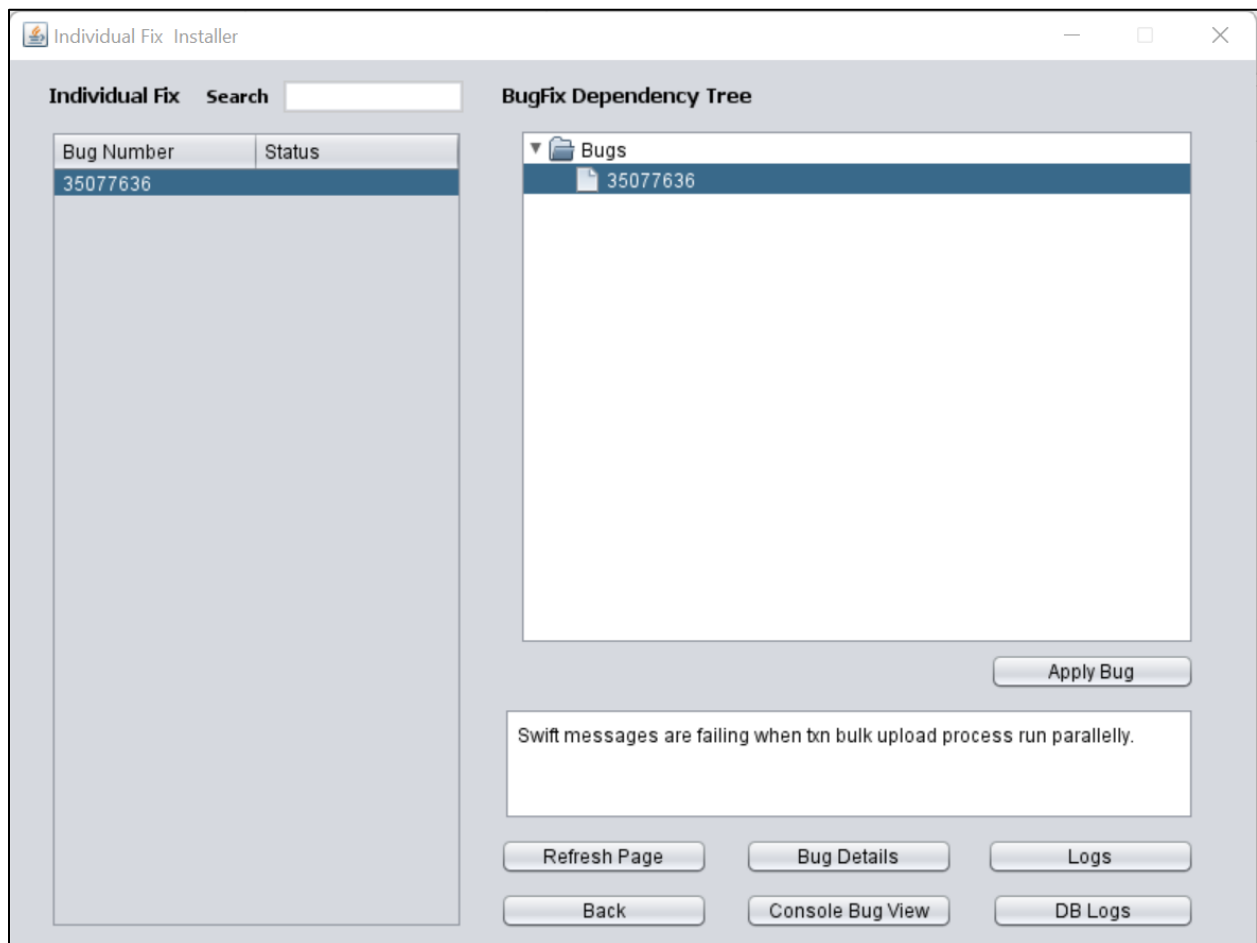 Individual Fix Installer
Individual Fix Search
BugFix Dependency Tree
Bug Number Status
35077636
Bugs
35077636
Apply Bug
Swift messages are failing when txn bulk upload process run parallelly.
Refresh Page Bug Details Logs
Back Console Bug View DB Logs